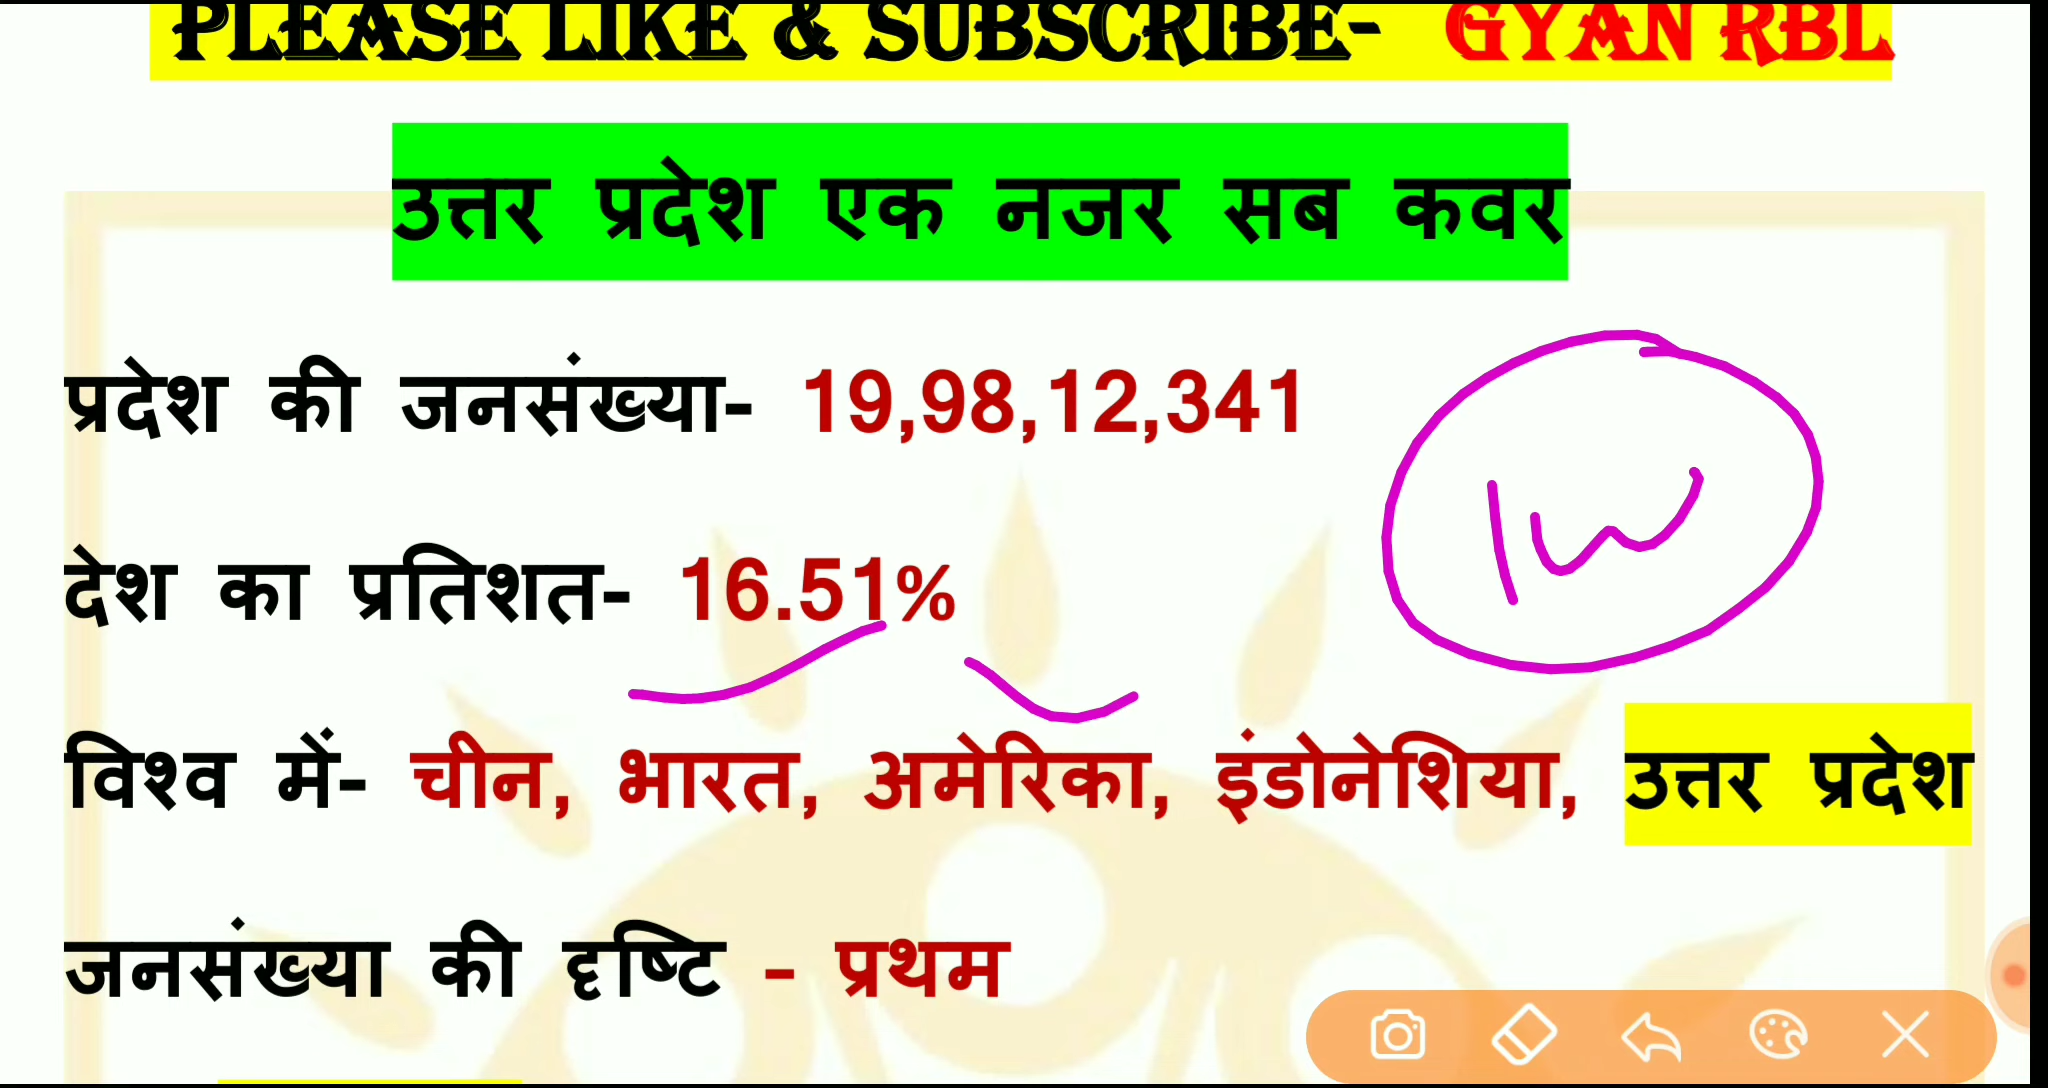 PLEASE LIKE & SUBSCRIBE- GYAN RBL
उत्तर प्रदेश एक नजर सब कवर
प्रदेश की जनसंख्या- 19,98,12,341
देश का प्रतिशत- 16.51%
विश्व में- चीन, भारत, अमेरिका, इंडोनेशिया, उत्तर प्रदेश
जनसंख्या की दृष्टि - प्रथम